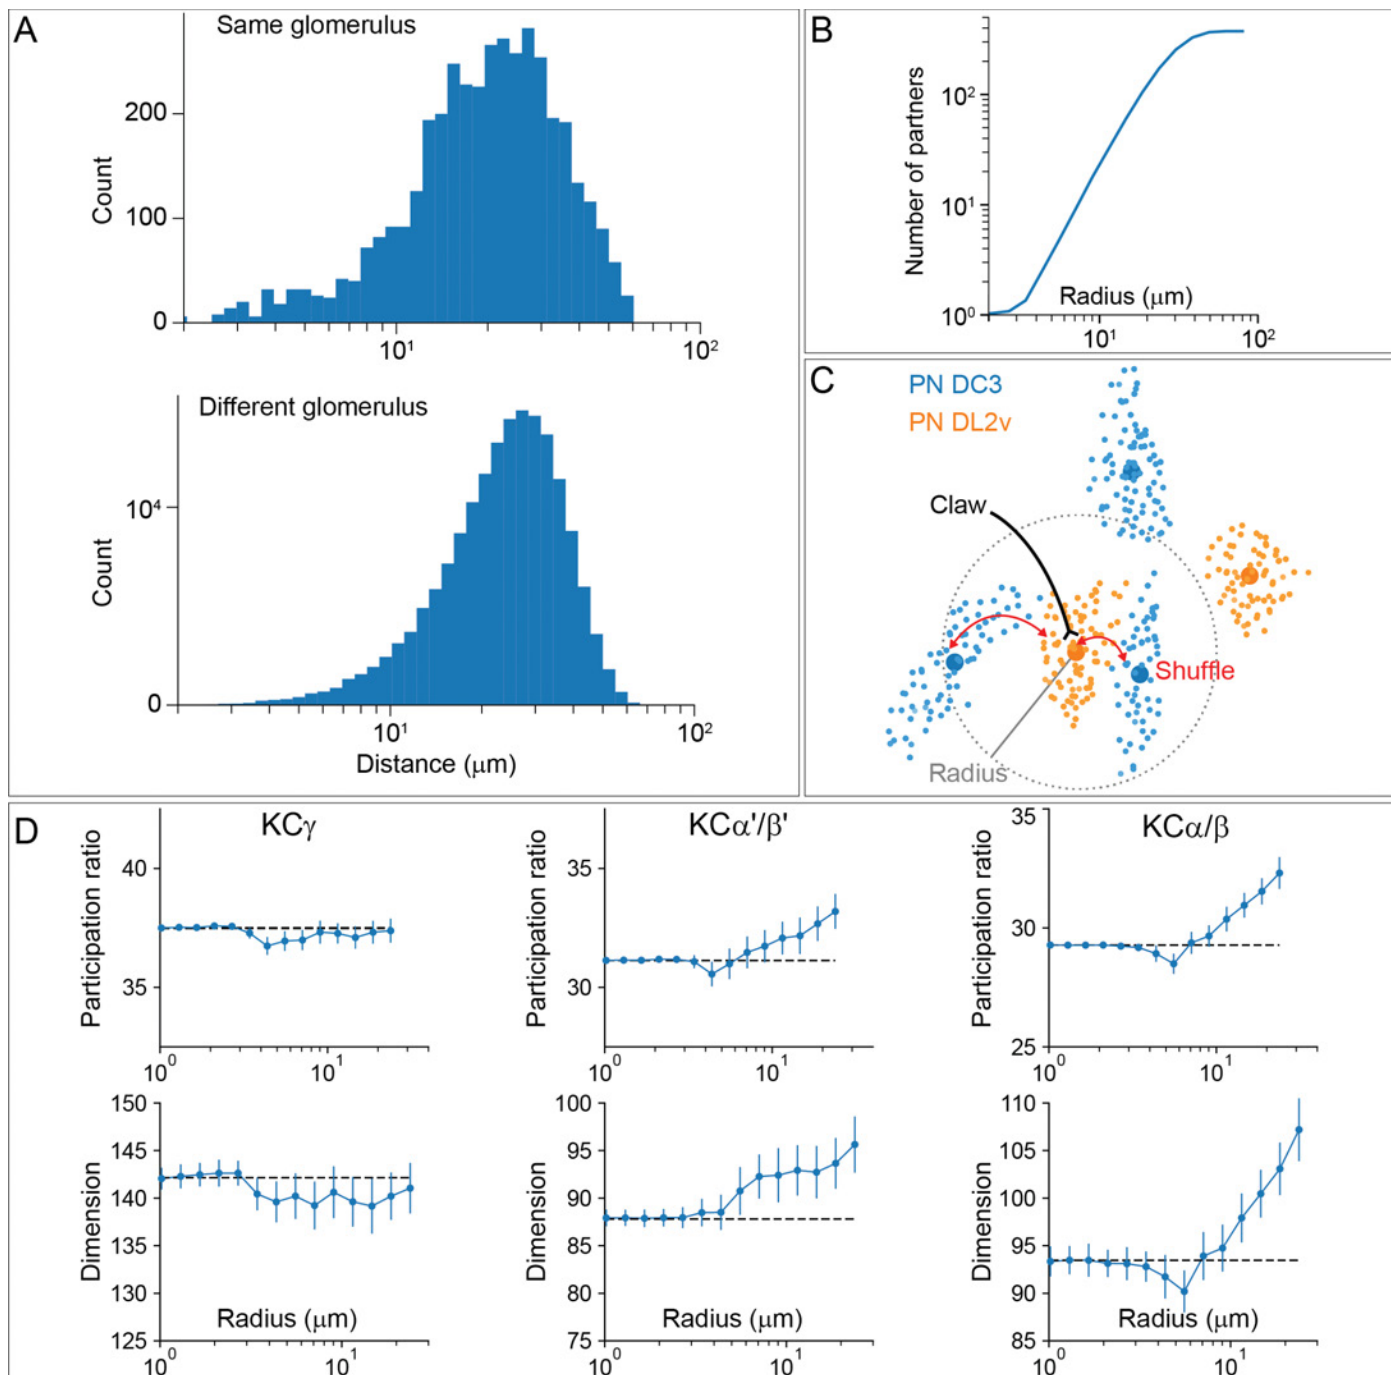 A
Same glomerulus
Count
200
100
0
10¹
10²
Different glomerulus
Count
10⁴
0
10¹
10²
Distance (μm)
B
Number of partners
10²
10¹
10⁰
Radius (μm)
10¹
10²
C
PN DC3
PN DL2v
Claw
Shuffle
Radius
D
KCγ
Participation ratio
40
35
10⁰
10¹
KCα'/β'
Participation ratio
35
30
10⁰
10¹
KCα/β
Participation ratio
35
30
25
10⁰
10¹
Dimension
150
145
140
135
130
125
Radius (μm)
10⁰
10¹
Dimension
100
95
90
85
80
75
Radius (μm)
10⁰
10¹
Dimension
110
105
100
95
90
85
Radius (μm)
10⁰
10¹